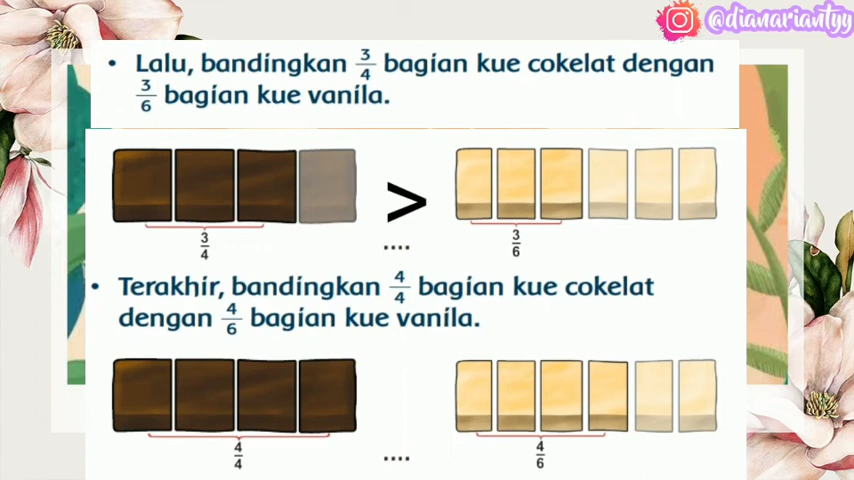 @dianariantyy
• Lalu, bandingkan 3/4 bagian kue cokelat dengan
3/6 bagian kue vanila.
>
3/4
....
3/6
• Terakhir, bandingkan 4/4 bagian kue cokelat
dengan 4/6 bagian kue vanila.
4/4
....
4/6